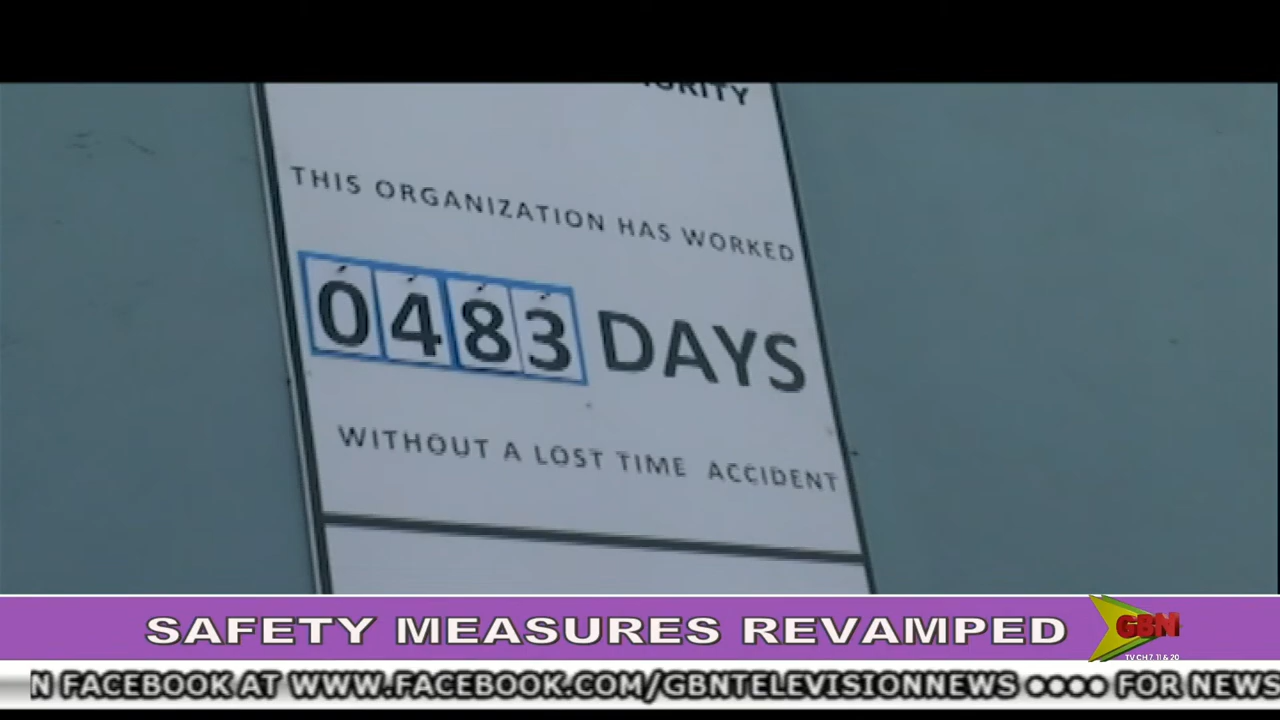 THIS ORGANIZATION HAS WORKED
0483 DAYS
WITHOUT A LOST TIME ACCIDENT
SAFETY MEASURES REVAMPED
GBN
TV CH 7, 11 & 20
N FACEBOOK AT WWW.FACEBOOK.COM/GBNTELEVISIONNEWS •••• FOR NEWS